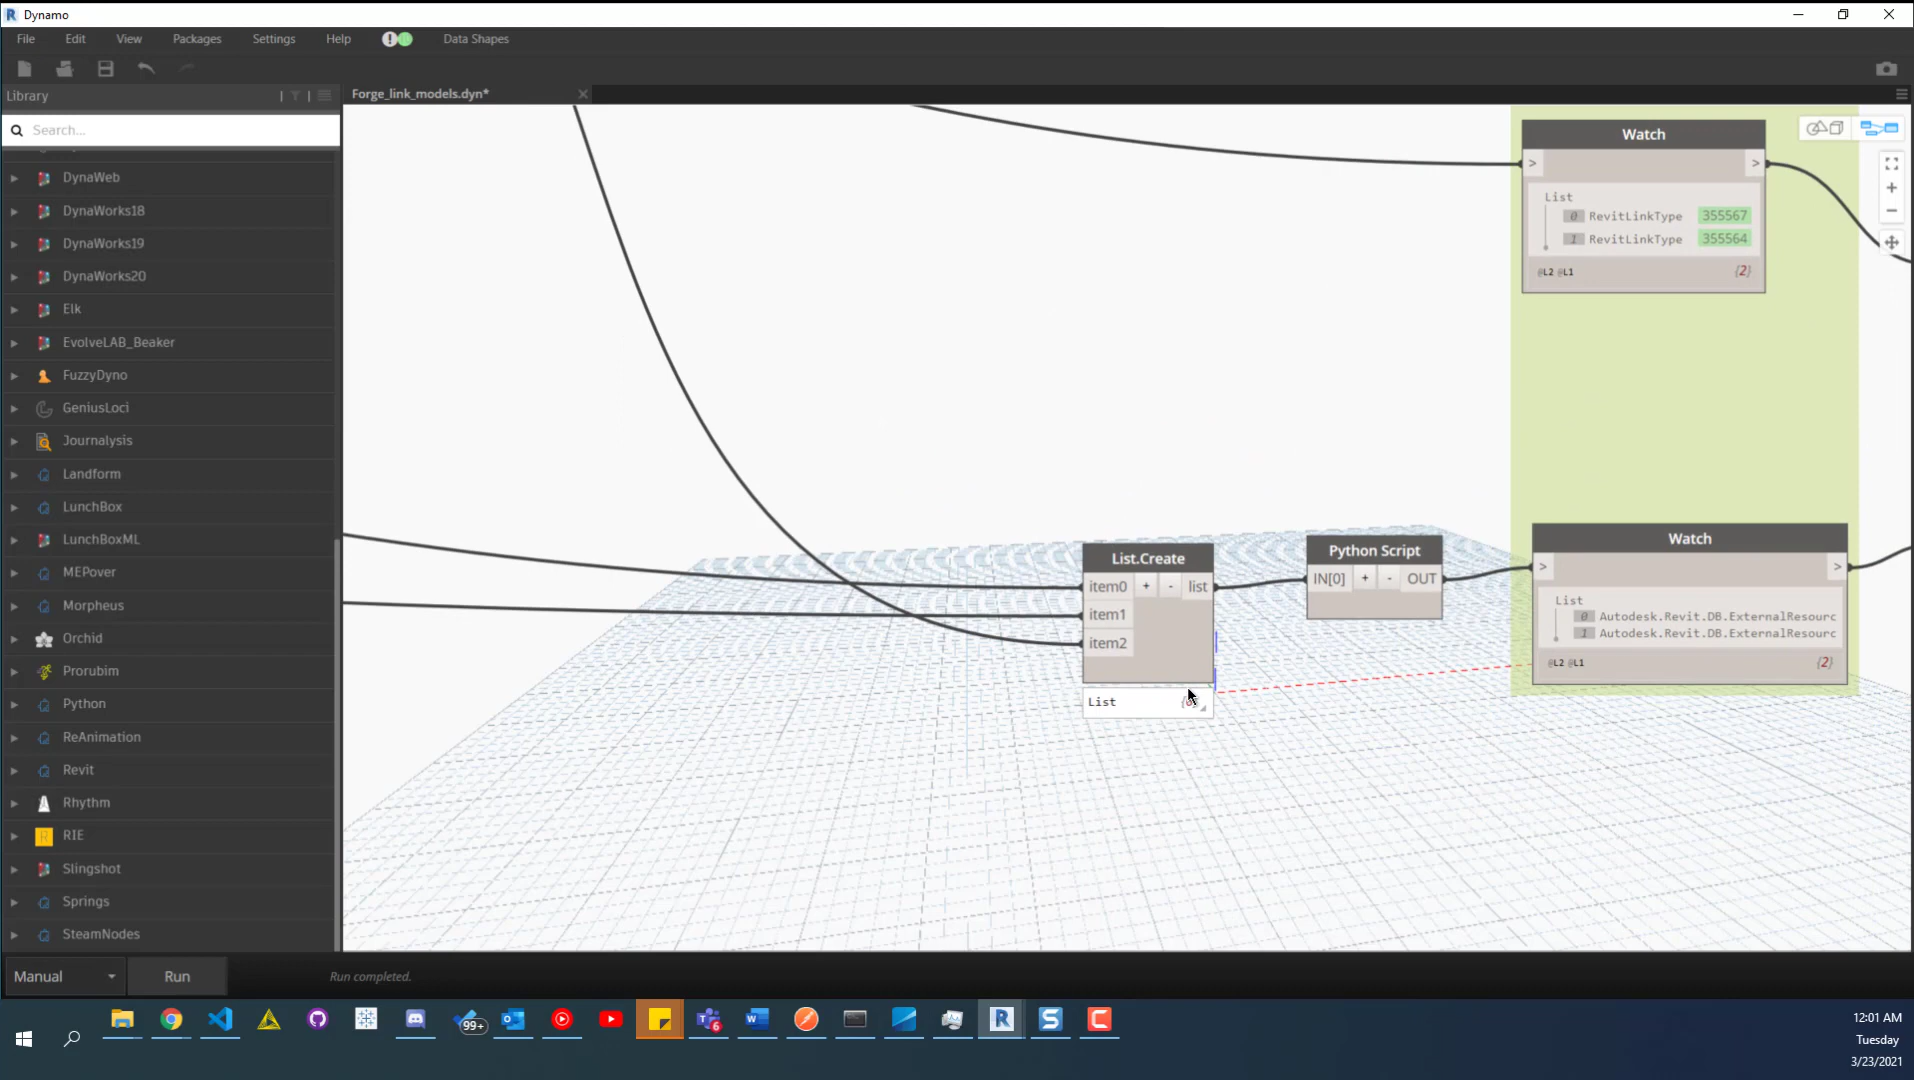 Dynamo
File Edit View Packages Settings Help Data Shapes
Library
Forge_link_models.dyn*
Search...
DynaWeb
DynaWorks18
DynaWorks19
DynaWorks20
Elk
EvolveLAB_Beaker
FuzzyDyno
GeniusLoci
Journalysis
Landform
LunchBox
LunchBoxML
MEPover
Morpheus
Orchid
Prorubim
Python
ReAnimation
Revit
Rhythm
RIE
Slingshot
Springs
SteamNodes
Watch
> >
List
0 RevitLinkType 355567
1 RevitLinkType 355564
@L2 @L1 {2}
List.Create
item0 + - list
item1
item2
List
Python Script
IN[0] + - OUT
Watch
> >
List
0 Autodesk.Revit.DB.ExternalResourc
1 Autodesk.Revit.DB.ExternalResourc
@L2 @L1 {2}
Manual Run Run completed.
99+
6
12:01 AM
Tuesday
3/23/2021